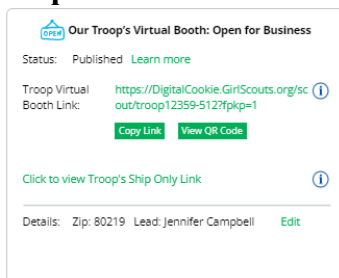 OPEN Our Troop's Virtual Booth: Open for Business
Status: Published Learn more
Troop Virtual https://DigitalCookie.GirlScouts.org/sc
Booth Link: out/troop12359-512?fpkp=1
Copy Link View QR Code
Click to view Troop's Ship Only Link
Details: Zip: 80219 Lead: Jennifer Campbell Edit